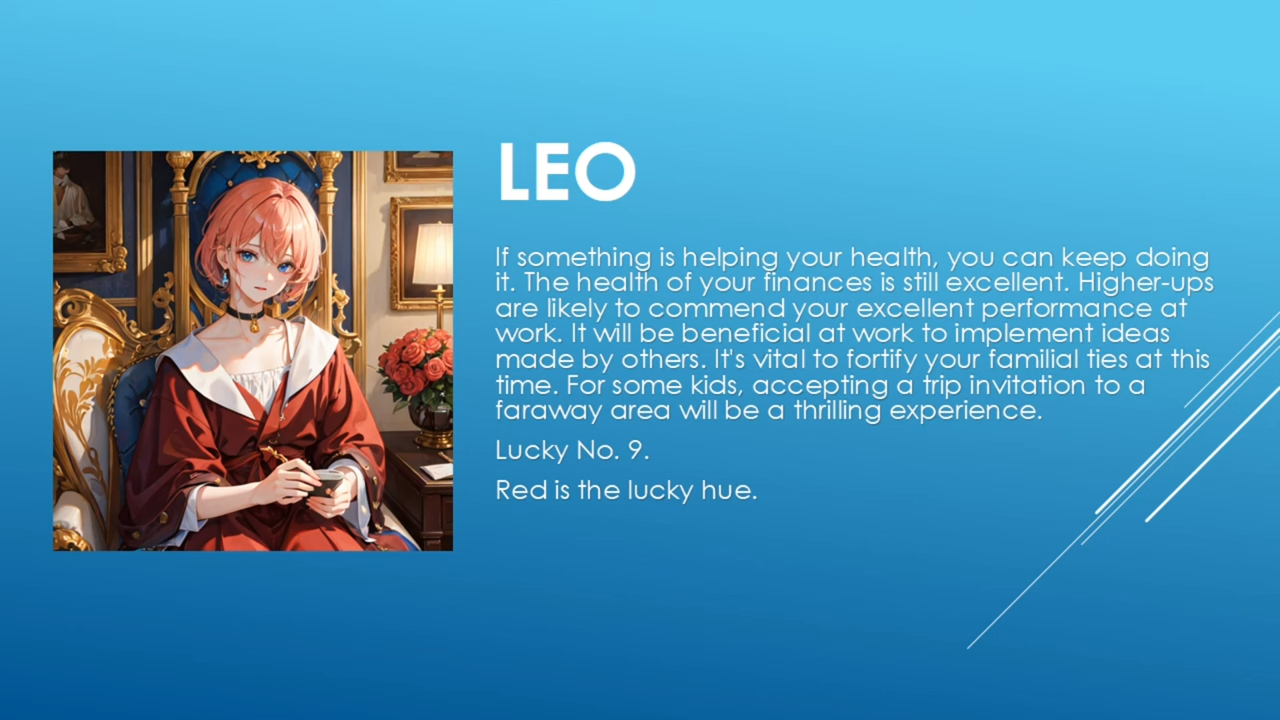 LEO
If something is helping your health, you can keep doing
it. The health of your finances is still excellent. Higher-ups
are likely to commend your excellent performance at
work. It will be beneficial at work to implement ideas
made by others. It's vital to fortify your familial ties at this
time. For some kids, accepting a trip invitation to a
faraway area will be a thrilling experience.
Lucky No. 9.
Red is the lucky hue.